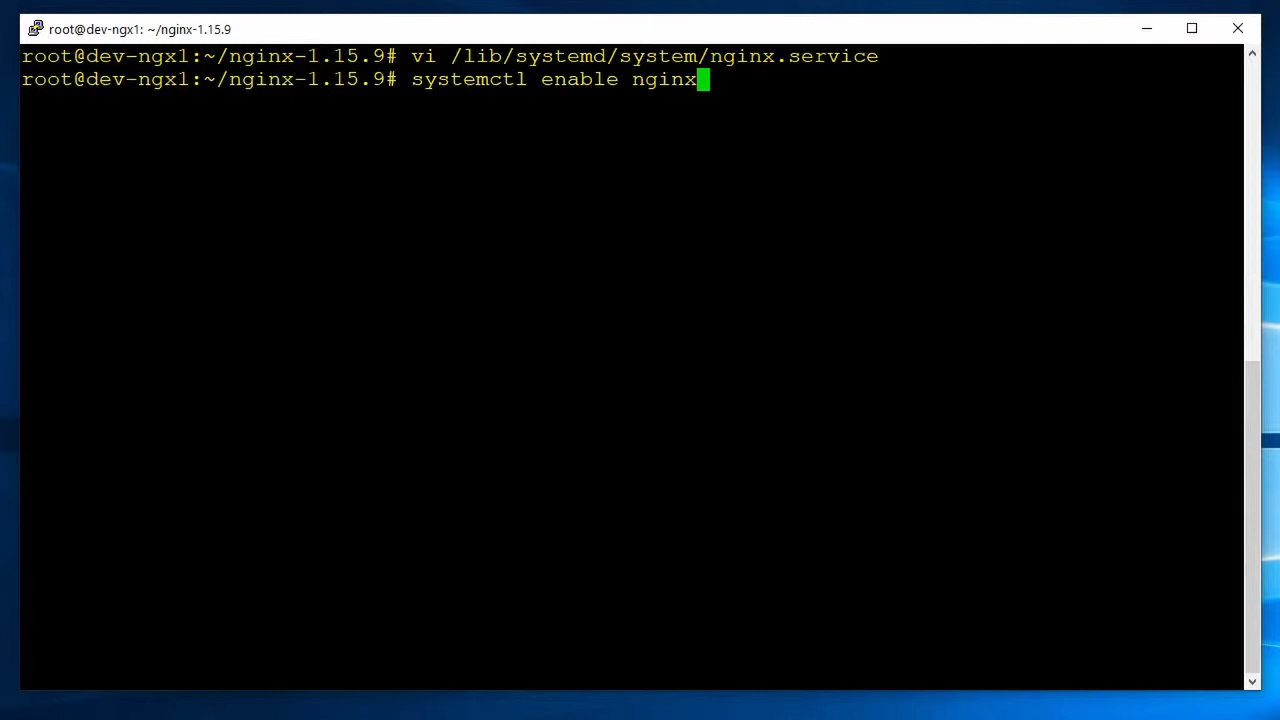 root@dev-ngx1: ~/nginx-1.15.9
root@dev-ngx1:~/nginx-1.15.9# vi /lib/systemd/system/nginx.service
root@dev-ngx1:~/nginx-1.15.9# systemctl enable nginx